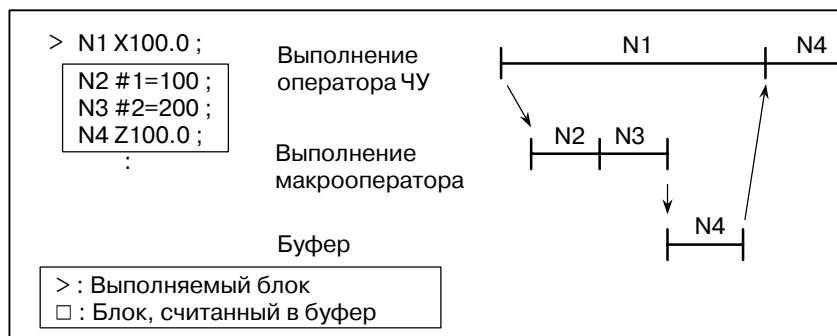 > N1 X100.0 ;
N2 #1=100 ;
N3 #2=200 ;
N4 Z100.0 ;
:
Выполнение
оператора ЧУ
N1
N4
Выполнение
макрооператора
N2
N3
Буфер
N4
> : Выполняемый блок
□ : Блок, считанный в буфер